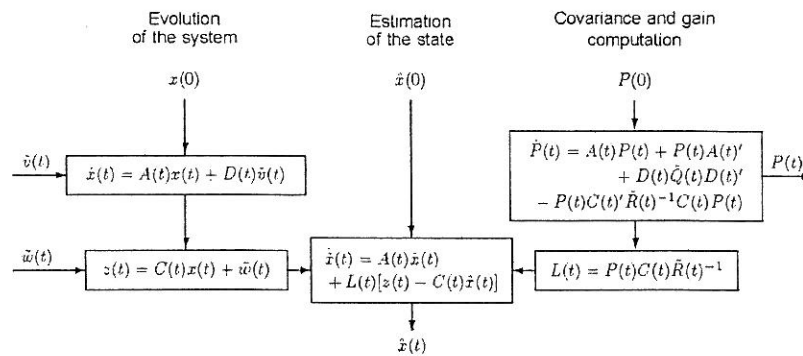 Evolution
of the system
Estimation
of the state
Covariance and gain
computation
x(0)
x̂(0)
P(0)
ṽ(t)
ẋ(t) = A(t)x(t) + D(t)ṽ(t)
Ṗ(t) = A(t)P(t) + P(t)A(t)′
+ D(t)Q̃(t)D(t)′
− P(t)C(t)′R̃(t)⁻¹C(t)P(t)
P(t)
w̃(t)
z(t) = C(t)x(t) + w̃(t)
x̂̇(t) = A(t)x̂(t)
+ L(t)[z(t) − C(t)x̂(t)]
L(t) = P(t)C(t)R̃(t)⁻¹
x̂(t)